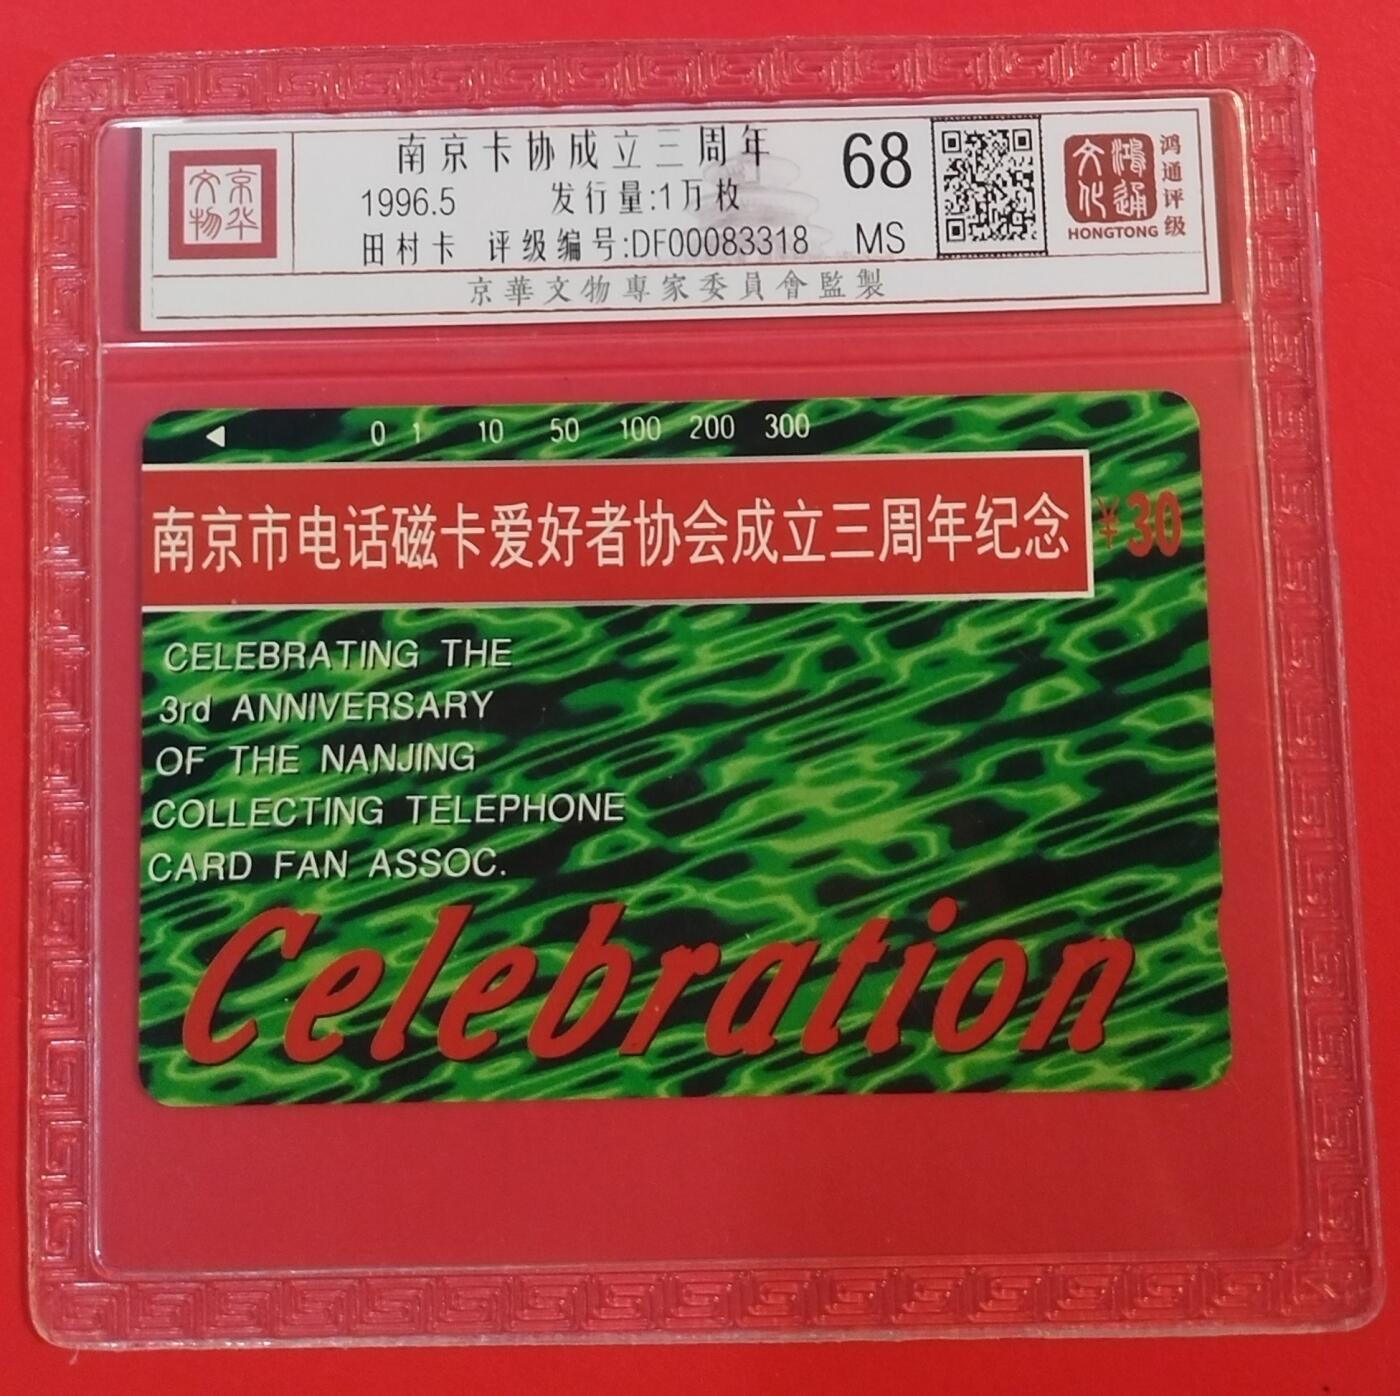 京华
文物
南京卡协成立三周年
1996.5 发行量:1万枚
田村卡 评级编号:DF00083318
68
MS
鸿通
文化
HONGTONG
鸿通评级
京華文物專家委員會監製
0 1 10 50 100 200 300
南京市电话磁卡爱好者协会成立三周年纪念
¥30
CELEBRATING THE
3rd ANNIVERSARY
OF THE NANJING
COLLECTING TELEPHONE
CARD FAN ASSOC.
Celebration